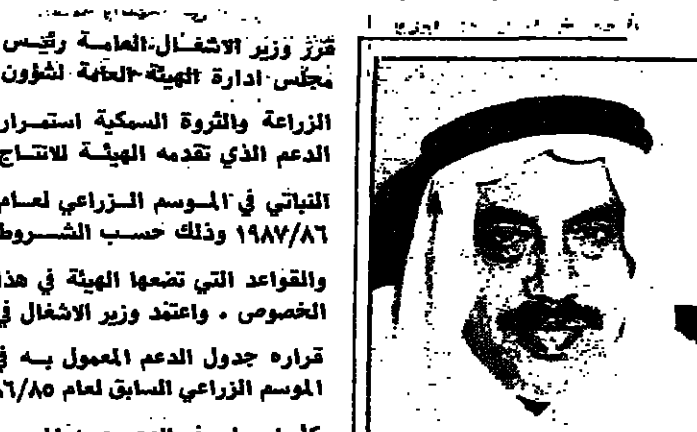 قرر وزير الاشغال العامة رئيس
مجلس ادارة الهيئة العامة لشؤون
الزراعة والثروة السمكية استمرار
الدعم الذي تقدمه الهيئة للانتاج
النباتي في الموسم الزراعي لعام
١٩٨٧/٨٦ وذلك حسب الشروط
والقواعد التي تضعها الهيئة في هذا
الخصوص . واعتمد وزير الاشغال في
قراره جدول الدعم المعمول به في
الموسم الزراعي السابق لعام ٨٦/٨٥